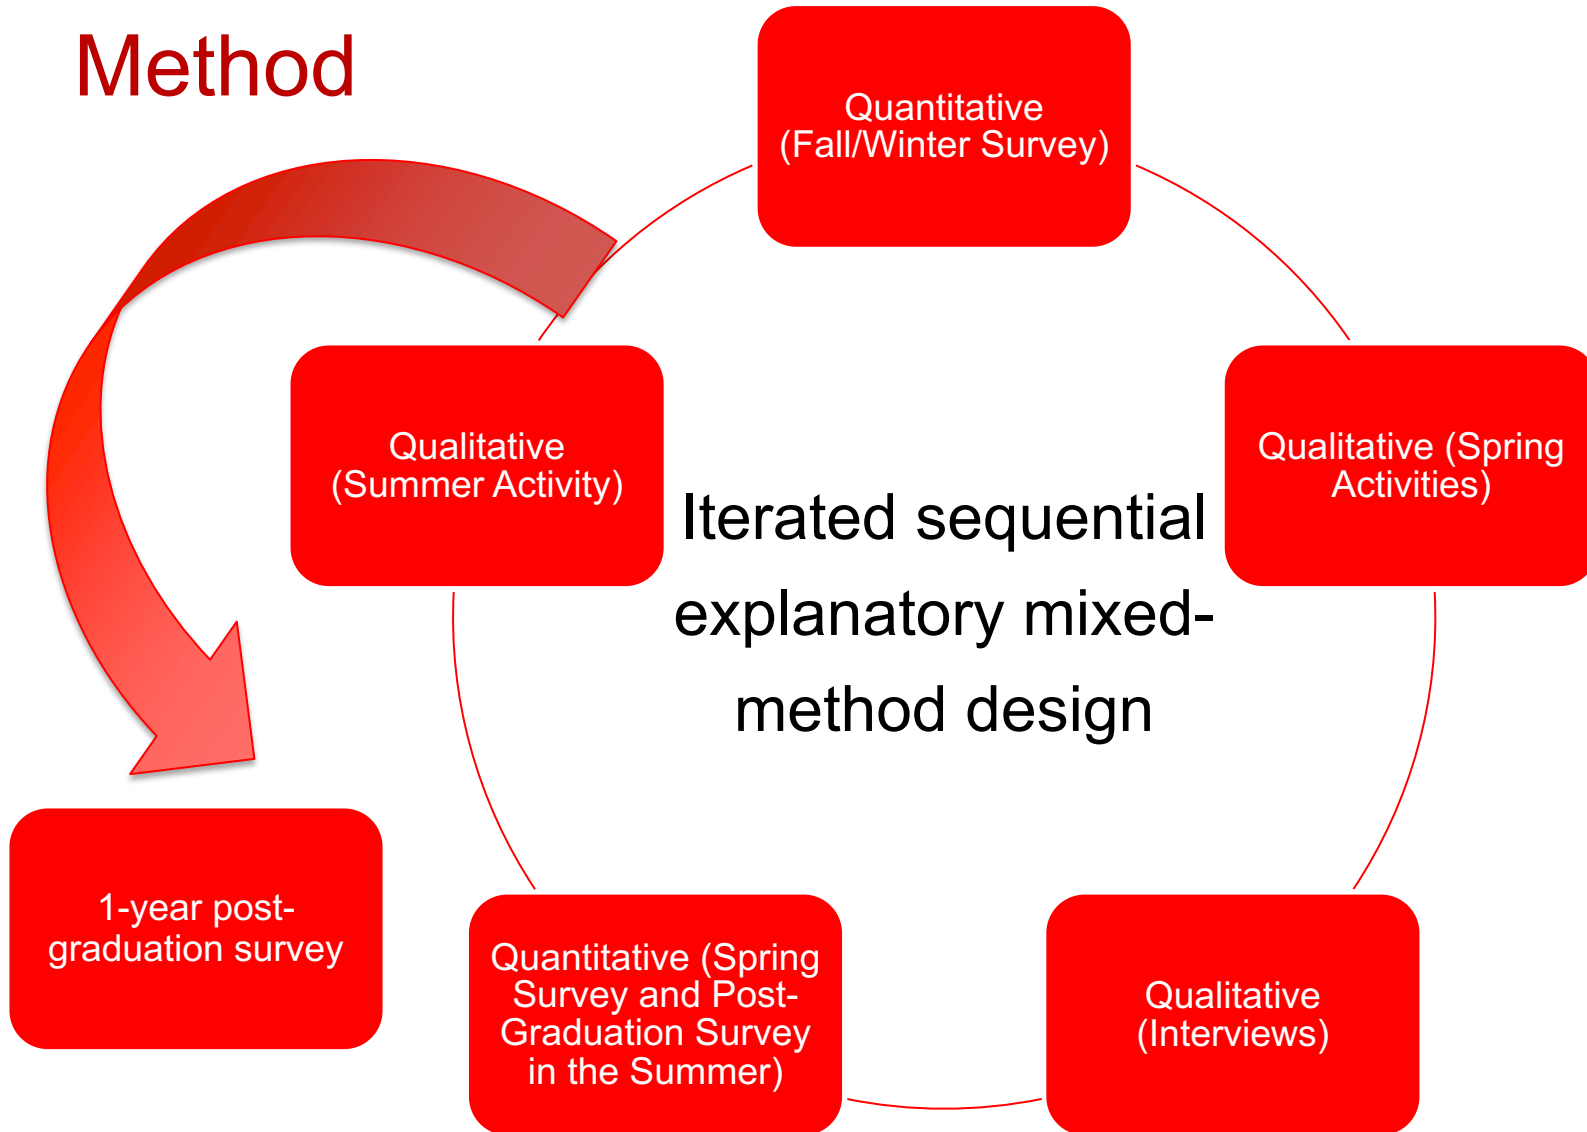 Method
Quantitative
(Fall/Winter Survey)
Qualitative (Spring
Activities)
Qualitative
(Interviews)
Quantitative (Spring
Survey and Post-
Graduation Survey
in the Summer)
Qualitative
(Summer Activity)
Iterated sequential
explanatory mixed-
method design
1-year post-
graduation survey